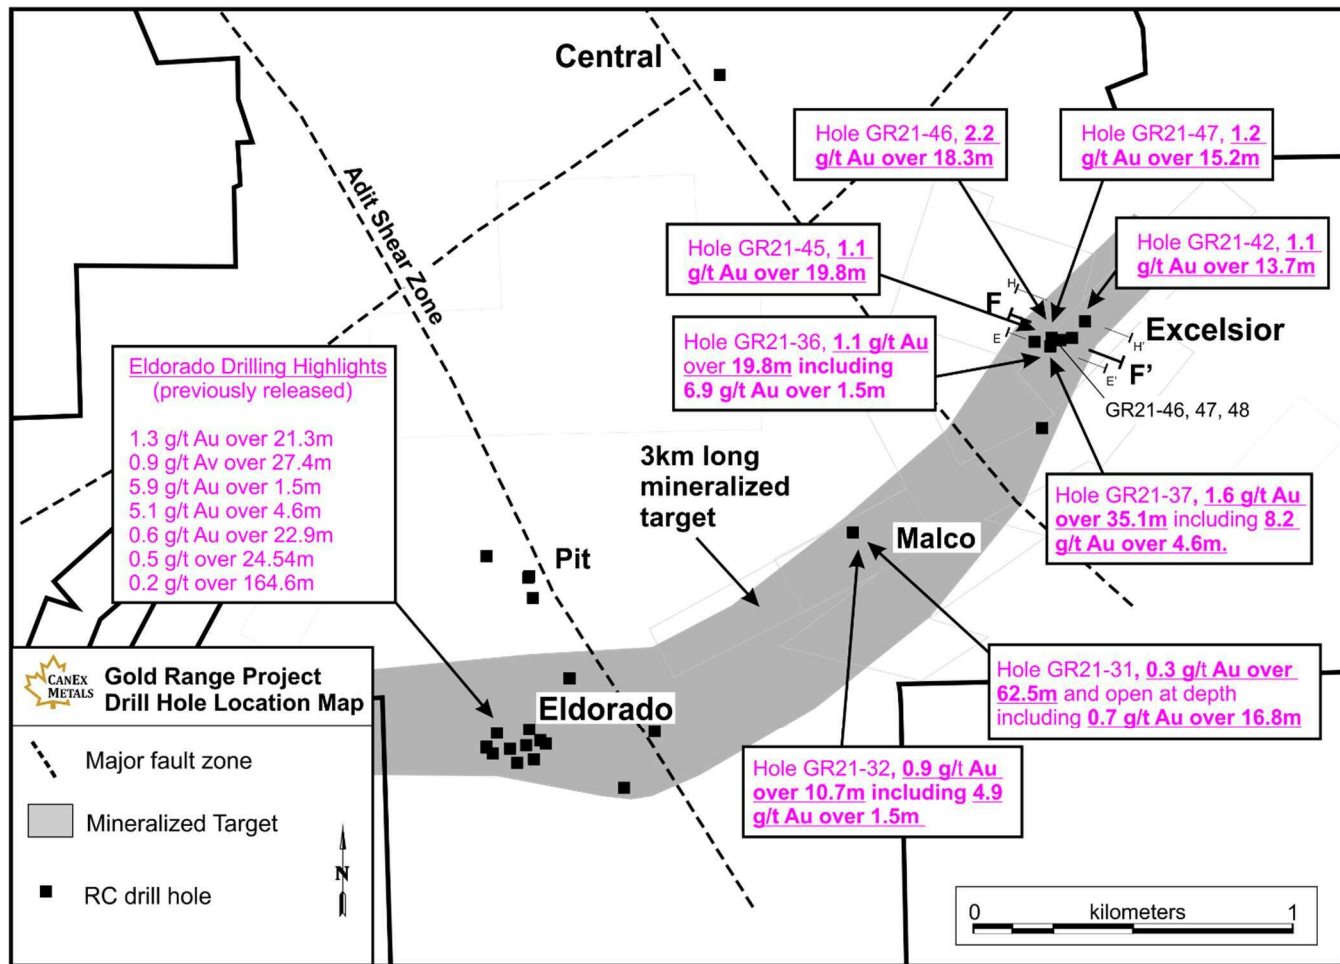 Central
Adit Shear Zone
Hole GR21-46, 2.2
g/t Au over 18.3m
Hole GR21-47, 1.2
g/t Au over 15.2m
Hole GR21-45, 1.1
g/t Au over 19.8m
Hole GR21-42, 1.1
g/t Au over 13.7m
H
F
E
Excelsior
H'
F'
E'
GR21-46, 47, 48
Hole GR21-36, 1.1 g/t Au
over 19.8m including
6.9 g/t Au over 1.5m
Eldorado Drilling Highlights
(previously released)
1.3 g/t Au over 21.3m
0.9 g/t Av over 27.4m
5.9 g/t Au over 1.5m
5.1 g/t Au over 4.6m
0.6 g/t Au over 22.9m
0.5 g/t over 24.54m
0.2 g/t over 164.6m
3km long
mineralized
target
Hole GR21-37, 1.6 g/t Au
over 35.1m including 8.2
g/t Au over 4.6m.
Malco
Pit
Hole GR21-31, 0.3 g/t Au over
62.5m and open at depth
including 0.7 g/t Au over 16.8m
Eldorado
Hole GR21-32, 0.9 g/t Au
over 10.7m including 4.9
g/t Au over 1.5m
CANEX
METALS
Gold Range Project
Drill Hole Location Map
Major fault zone
Mineralized Target
RC drill hole
N
0 kilometers 1